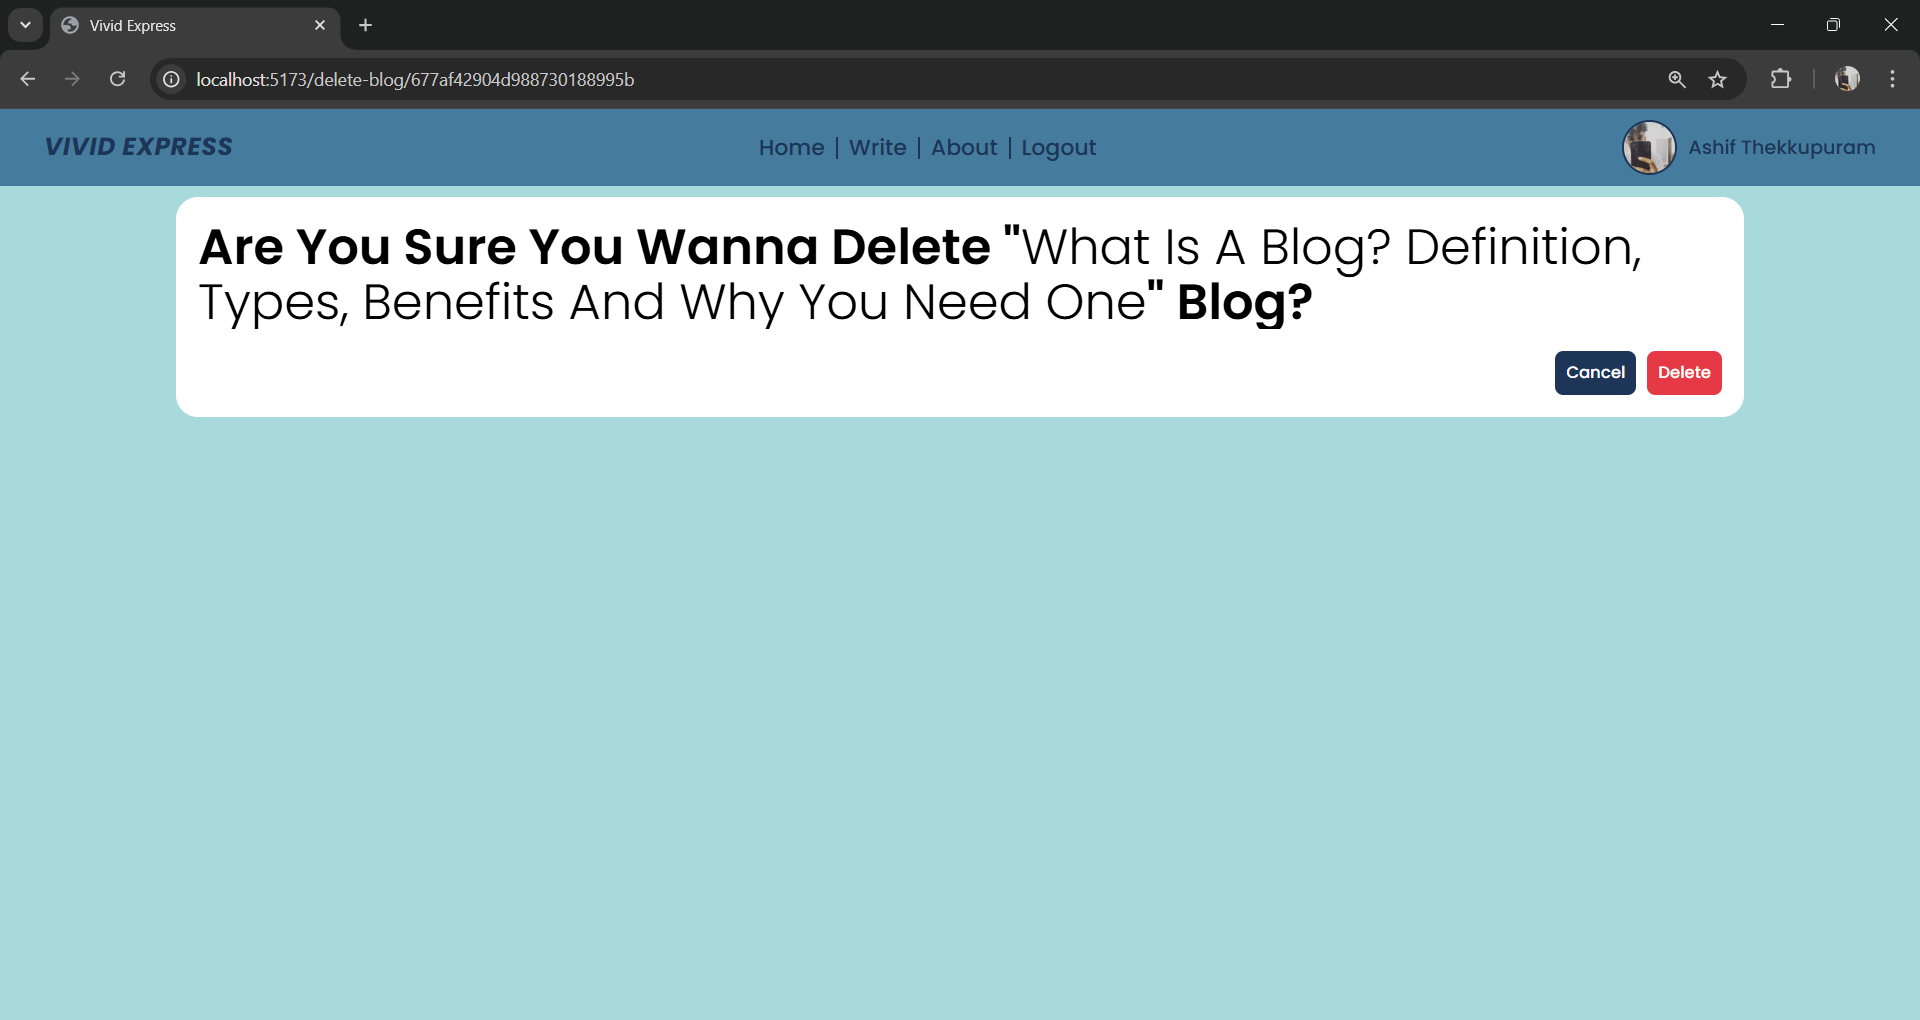 Vivid Express
localhost:5173/delete-blog/677af42904d988730188995b
VIVID EXPRESS
Home | Write | About | Logout
Ashif Thekkupuram
Are You Sure You Wanna Delete "What Is A Blog? Definition,
Types, Benefits And Why You Need One" Blog?
Cancel
Delete